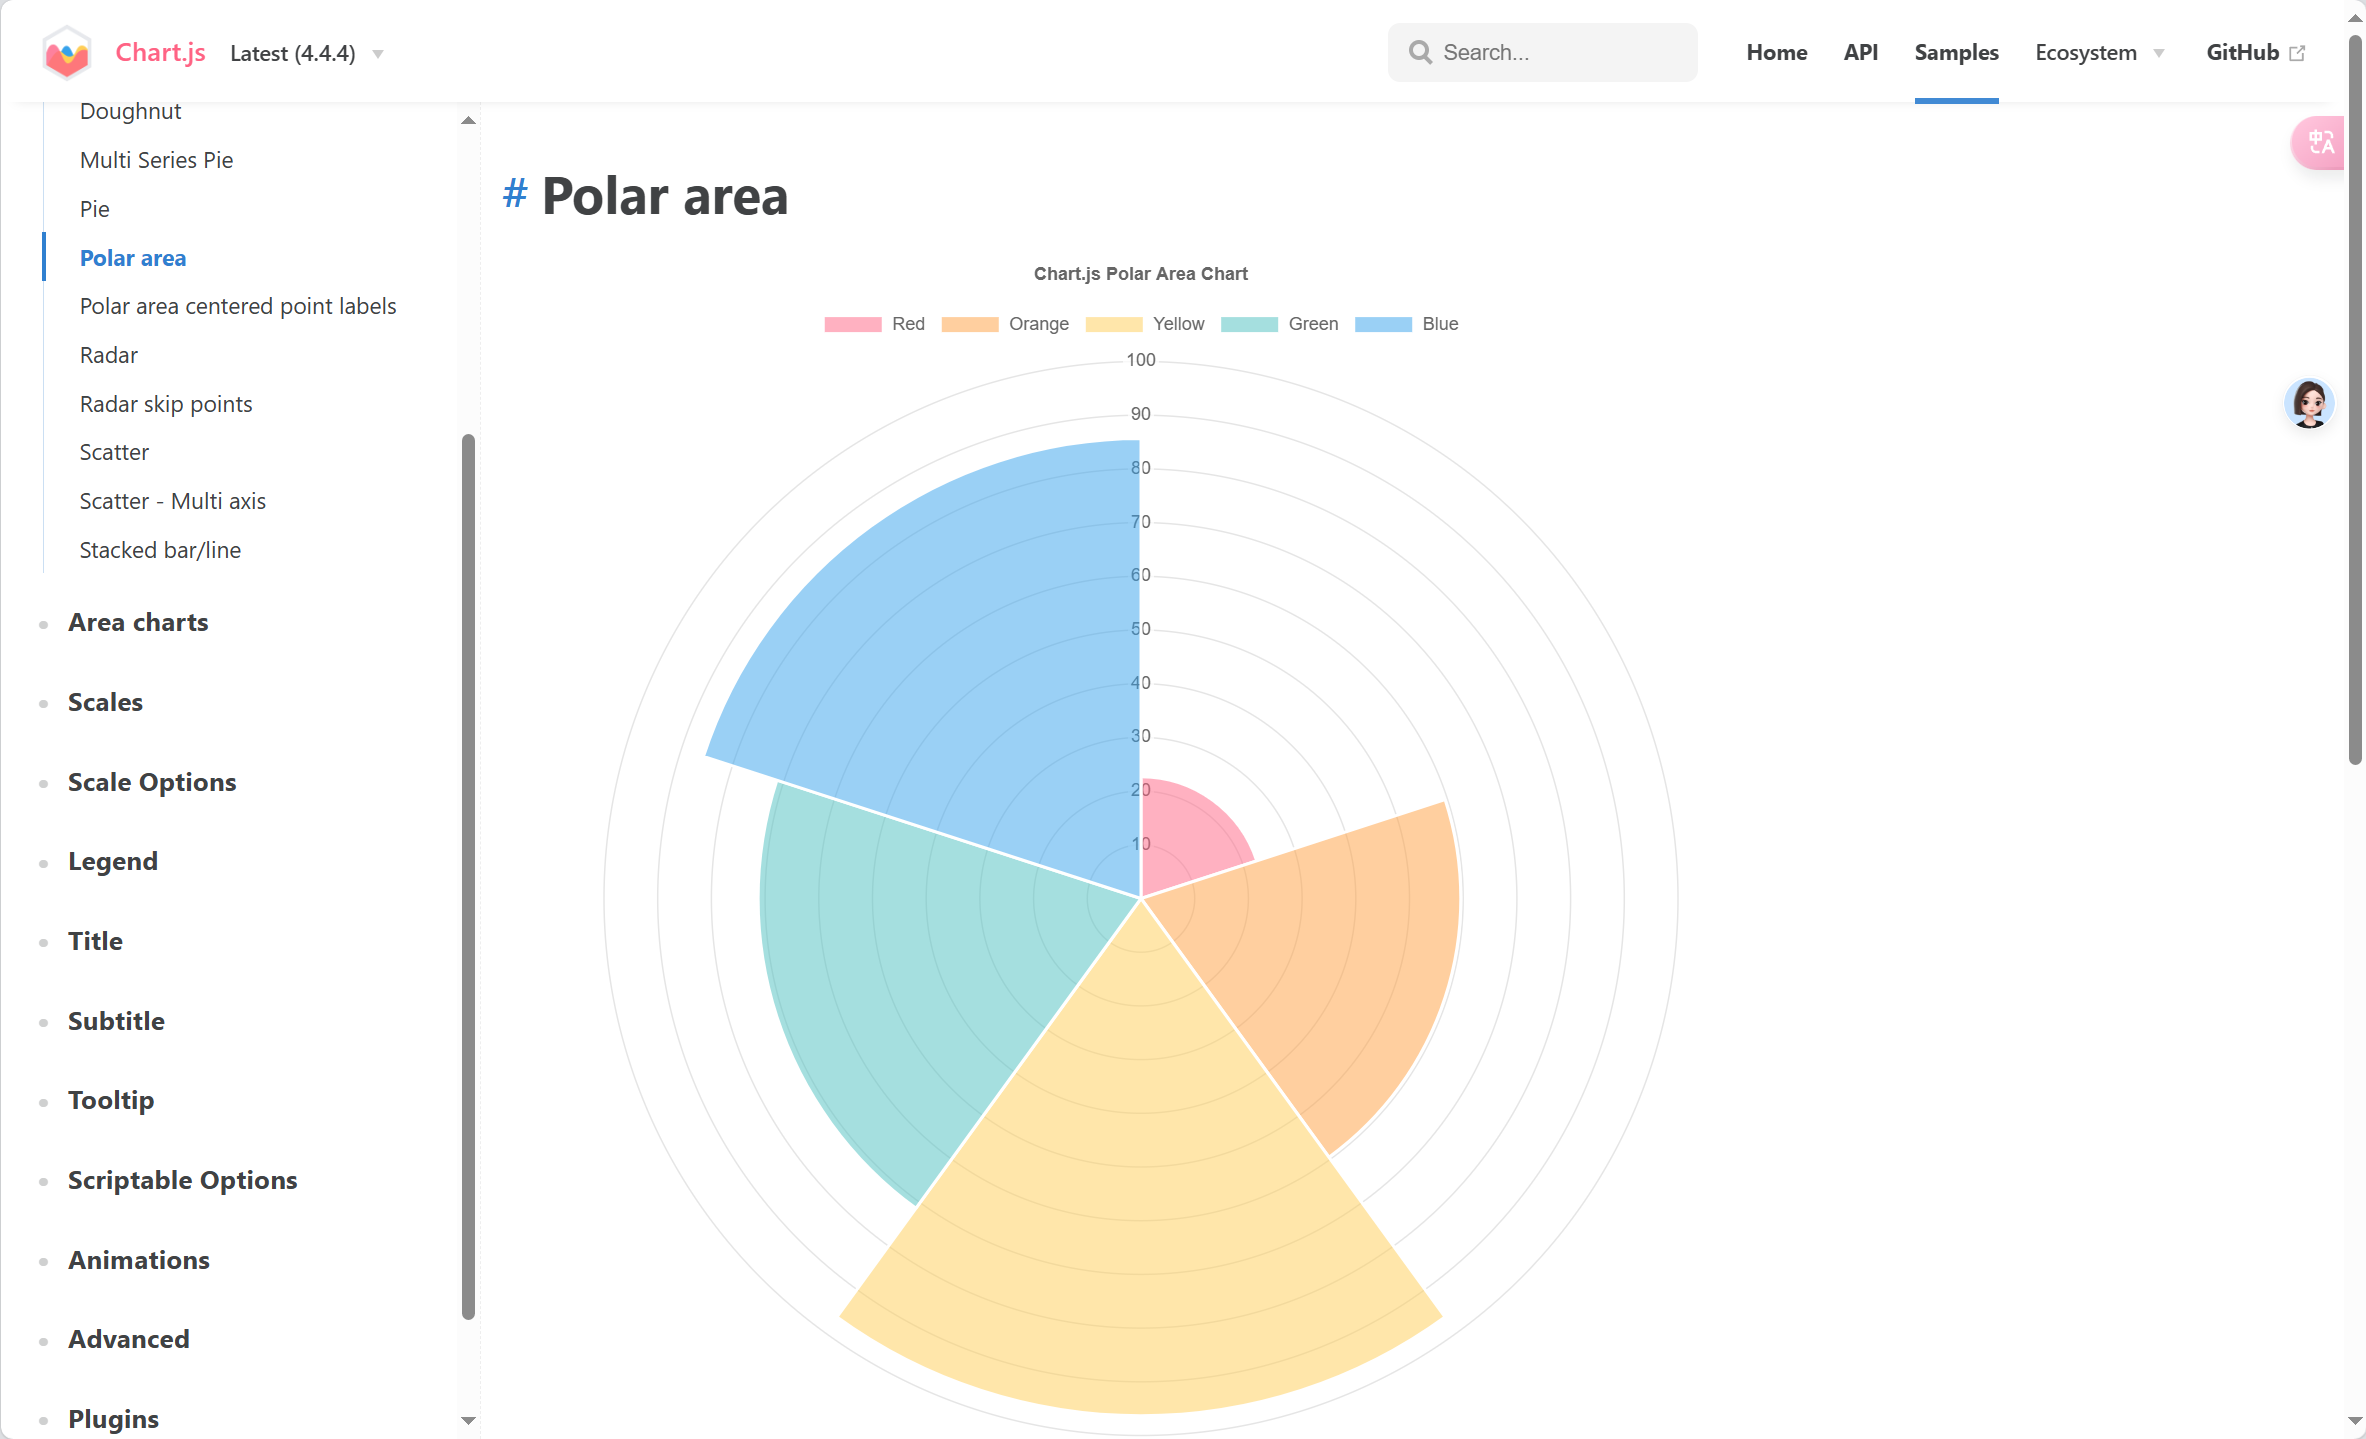 Chart.js
Latest (4.4.4)
Search...
Home
API
Samples
Ecosystem
GitHub
Doughnut
Multi Series Pie
Pie
Polar area
Polar area centered point labels
Radar
Radar skip points
Scatter
Scatter - Multi axis
Stacked bar/line
Area charts
Scales
Scale Options
Legend
Title
Subtitle
Tooltip
Scriptable Options
Animations
Advanced
Plugins
# Polar area
Chart.js Polar Area Chart
Red
Orange
Yellow
Green
Blue
100
90
80
70
60
50
40
30
20
10
中A